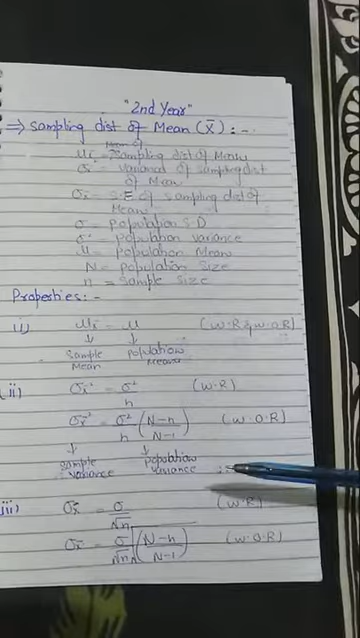 "2nd Year"
⇒ Sampling dist of Mean (X̄) : -
Mean of
μx̄ = Sampling dist of Mean
σx̄² = variance of sampling dist
of Mean
σx̄ = S.E of sampling dist of
Mean
σ = population S.D
σ² = population variance
μ = population Mean
N = population size
n = sample size
Properties: -
i) μx̄ = μ (W.R & W.O.R)
↓ ↓
Sample population
Mean Mean
ii) σx̄² = σ²/n (W.R)
σx̄² = σ²/n (N-n/N-1) (W.O.R)
↓ ↓
sample population
variance variance
iii) σx̄ = σ/√n (W.R)
σx̄ = σ/√n √(N-n/N-1) (W.O.R)